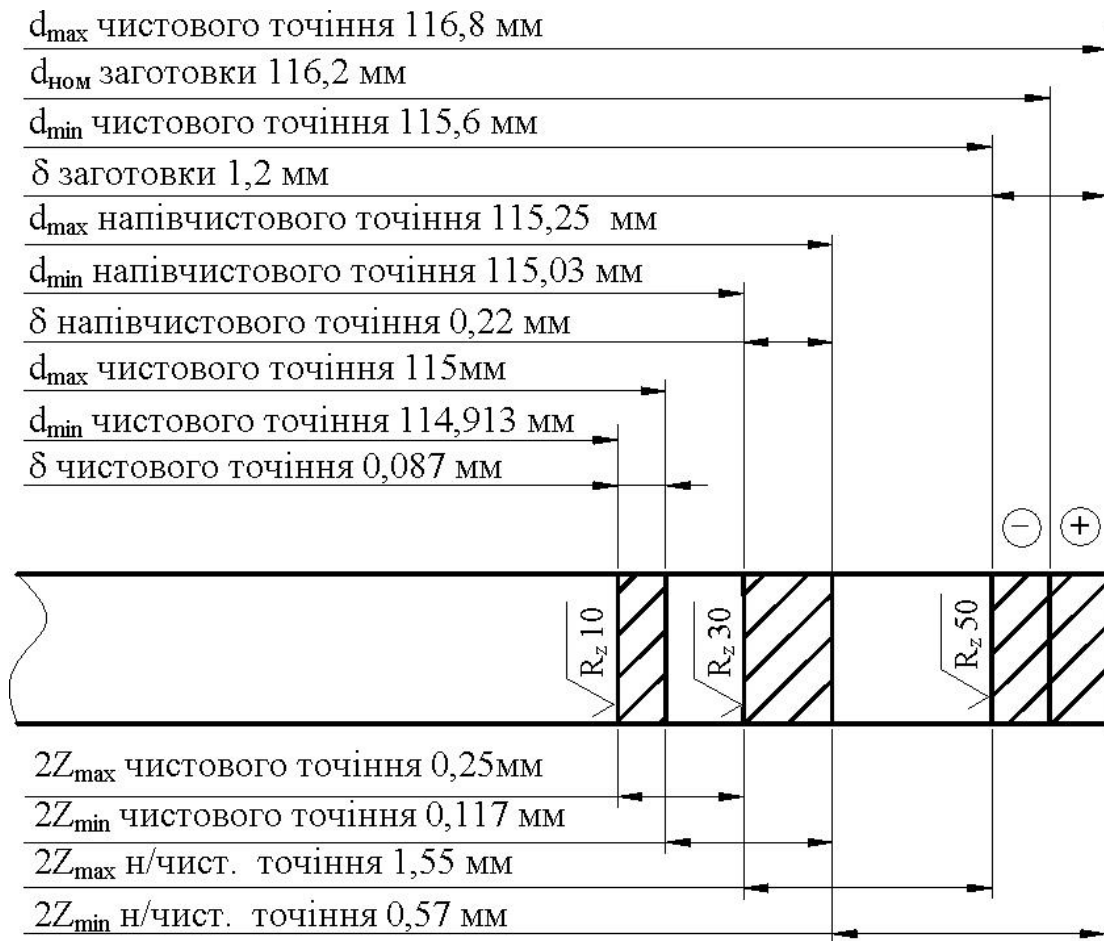 dmax чистового точіння 116,8 мм
dном заготовки 116,2 мм
dmin чистового точіння 115,6 мм
δ заготовки 1,2 мм
dmax напівчистового точіння 115,25 мм
dmin напівчистового точіння 115,03 мм
δ напівчистового точіння 0,22 мм
dmax чистового точіння 115мм
dmin чистового точіння 114,913 мм
δ чистового точіння 0,087 мм
− +
Rz 10 Rz 30 Rz 50
2Zmax чистового точіння 0,25мм
2Zmin чистового точіння 0,117 мм
2Zmax н/чист. точіння 1,55 мм
2Zmin н/чист. точіння 0,57 мм